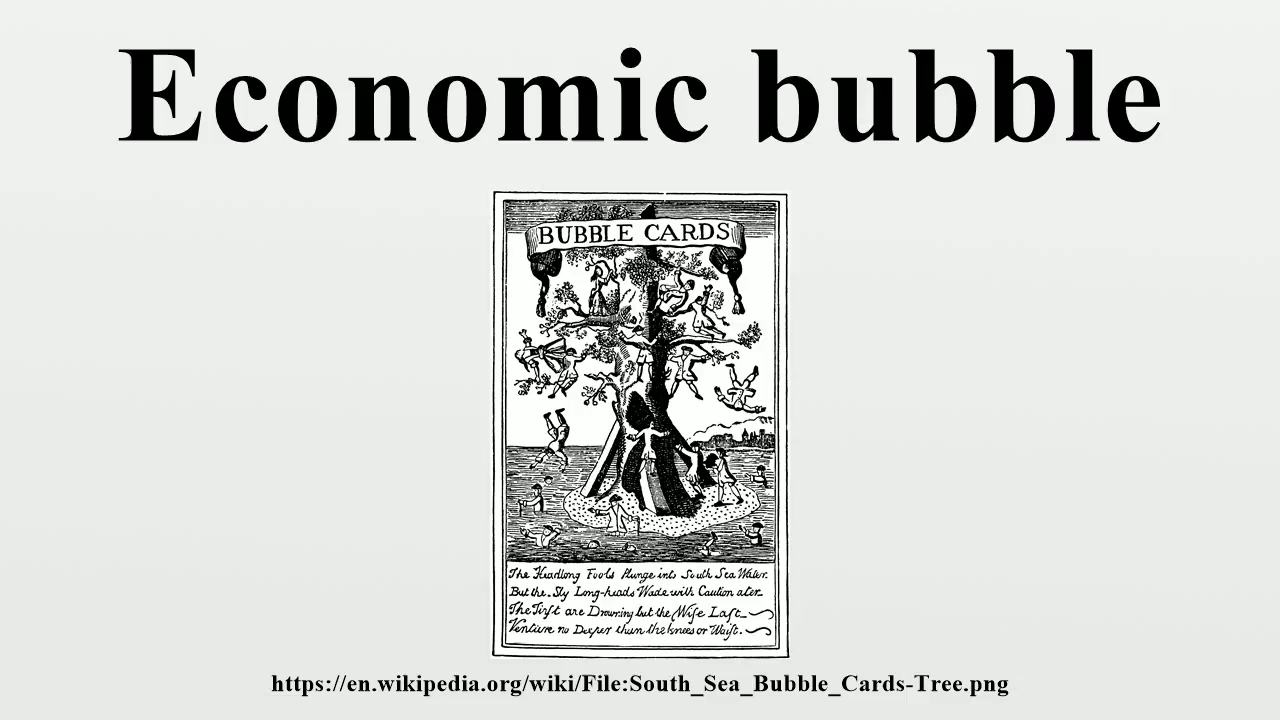 Economic bubble
BUBBLE CARDS
The Headlong Fools Plunge into South Sea Water.
But the Sly Long-heads Wade with Caution ater.
The First are Drowning but the Wise Last
Venture no Deeper than the knees or Waist.
https://en.wikipedia.org/wiki/File:South_Sea_Bubble_Cards-Tree.png